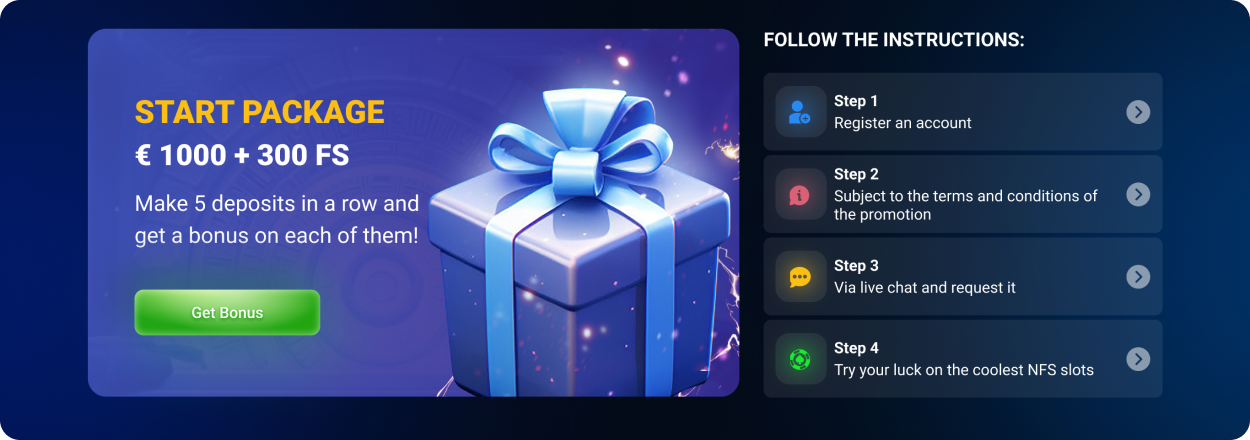 START PACKAGE
€ 1000 + 300 FS
Make 5 deposits in a row and
get a bonus on each of them!
Get Bonus
FOLLOW THE INSTRUCTIONS:
Step 1
Register an account
Step 2
Subject to the terms and conditions of
the promotion
Step 3
Via live chat and request it
Step 4
Try your luck on the coolest NFS slots